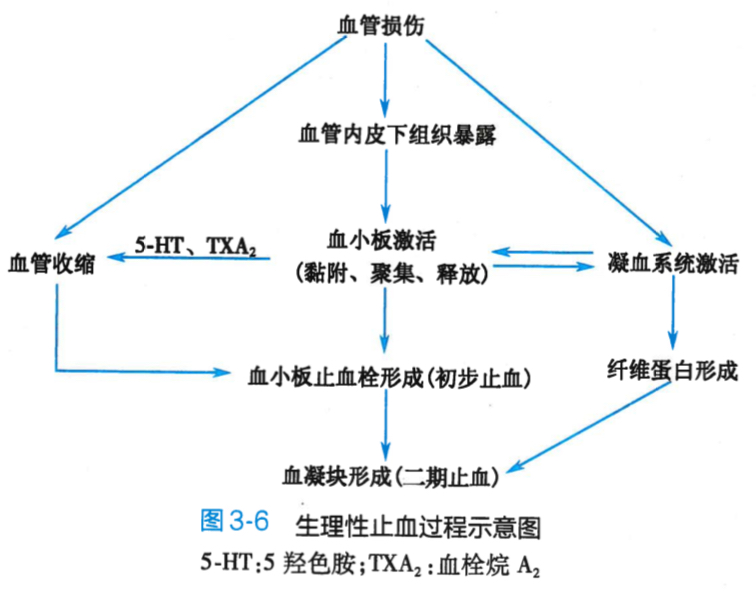 血管损伤
血管内皮下组织暴露
5-HT、TXA₂
血小板激活
血管收缩
(黏附、聚集、释放)
凝血系统激活
血小板止血栓形成(初步止血)
纤维蛋白形成
血凝块形成(二期止血)
图3-6 生理性止血过程示意图
5-HT:5 羟色胺;TXA₂:血栓烷 A₂